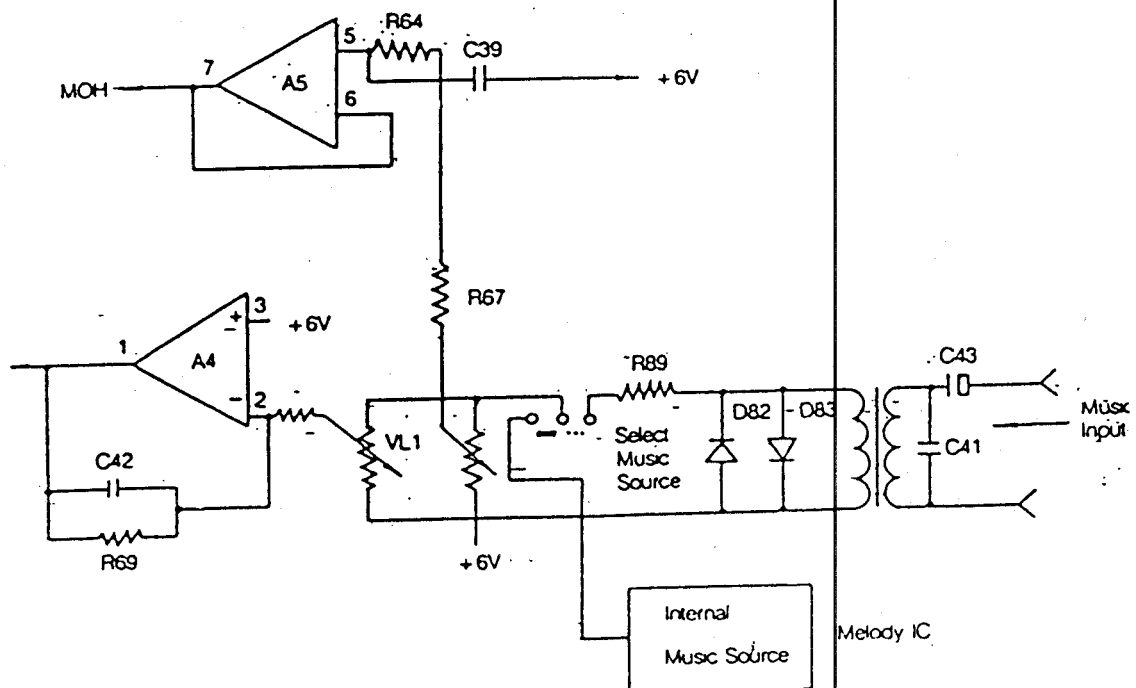 R64
5
C39
7
A5
+6V
MOH
6
R67
3
+
−
+6V
1
A4
R89
C43
−
2
D82
D83
Music
Input
VL1
Select
Music
Source
C41
C42
R69
+6V
Internal
Music Source
Melody IC